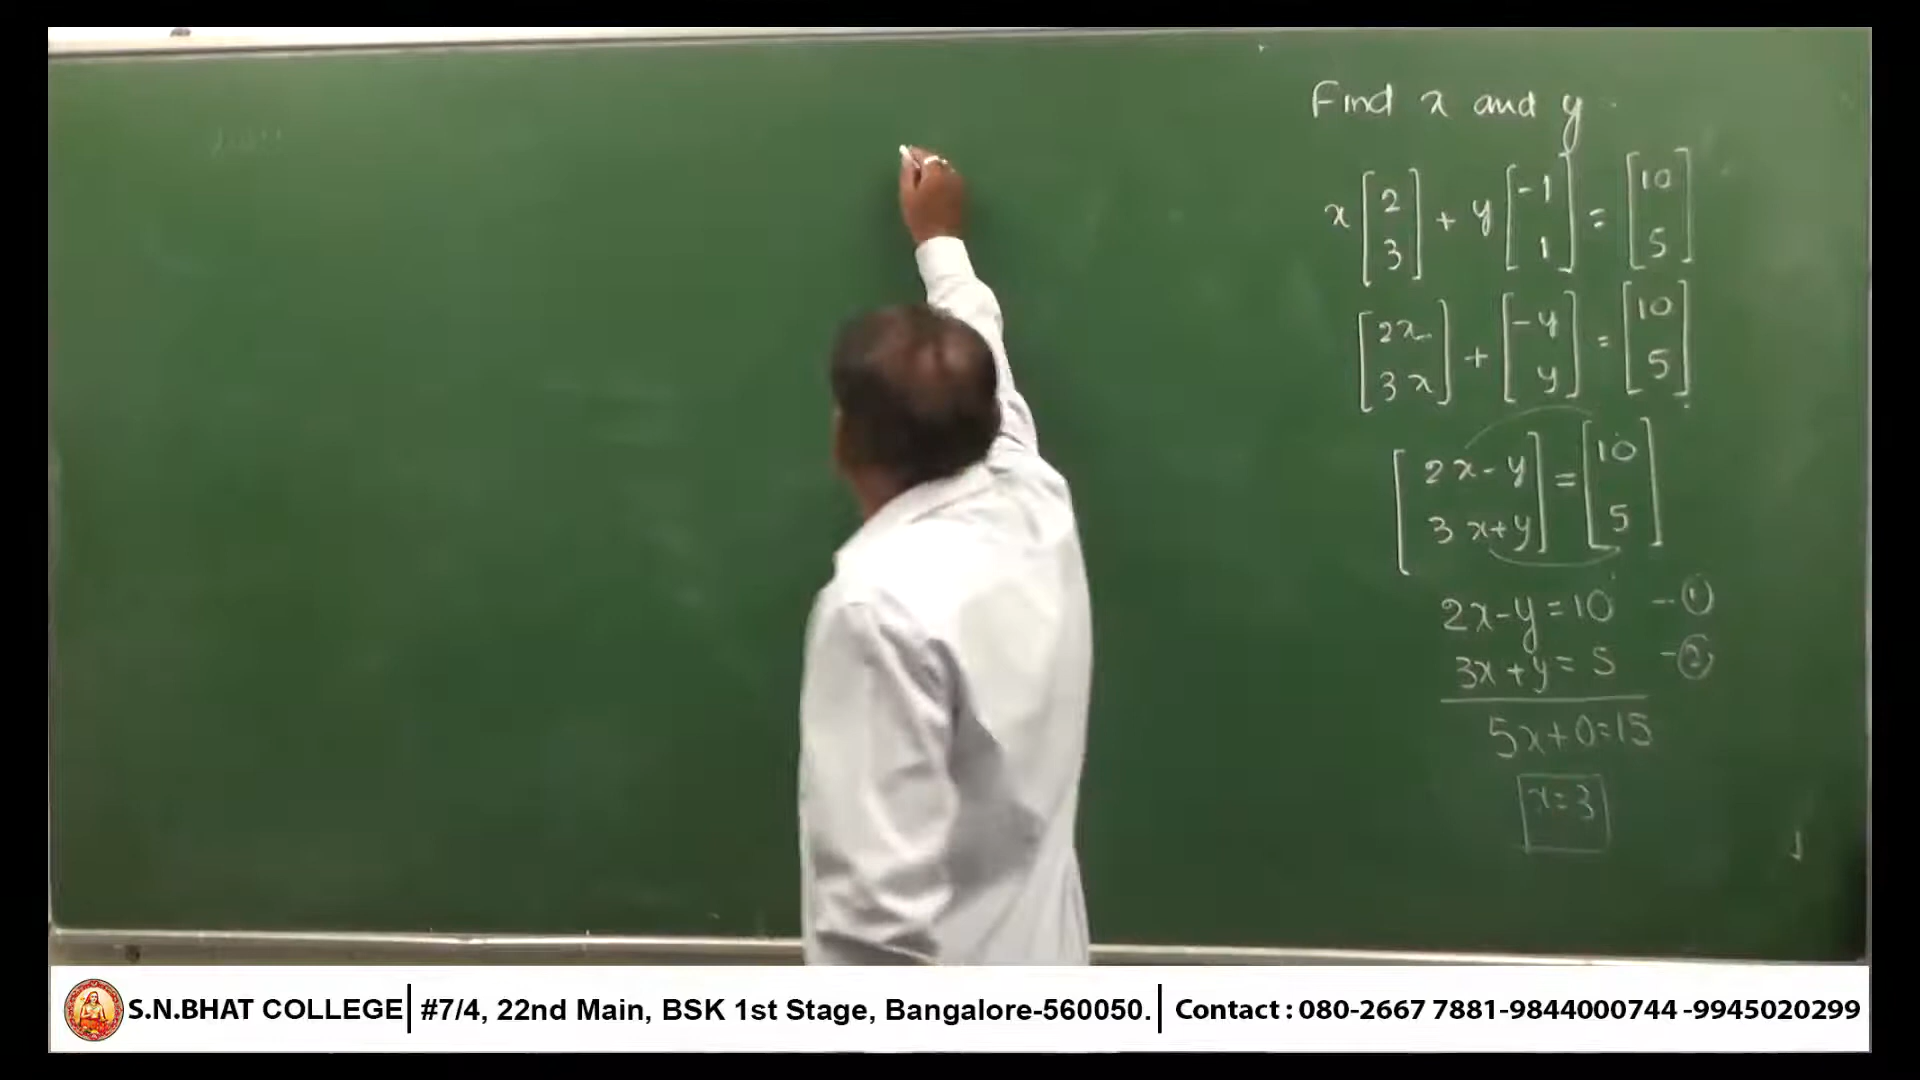 Find x and y.
x [2 3] + y [-1 1] = [10 5]
[2x 3x] + [-y y] = [10 5]
[2x-y 3x+y] = [10 5]
2x-y=10 -①
3x+y=5 -②
5x+0=15
x=3
S.N.BHAT COLLEGE| #7/4, 22nd Main, BSK 1st Stage, Bangalore-560050.| Contact : 080-2667 7881-9844000744 -9945020299